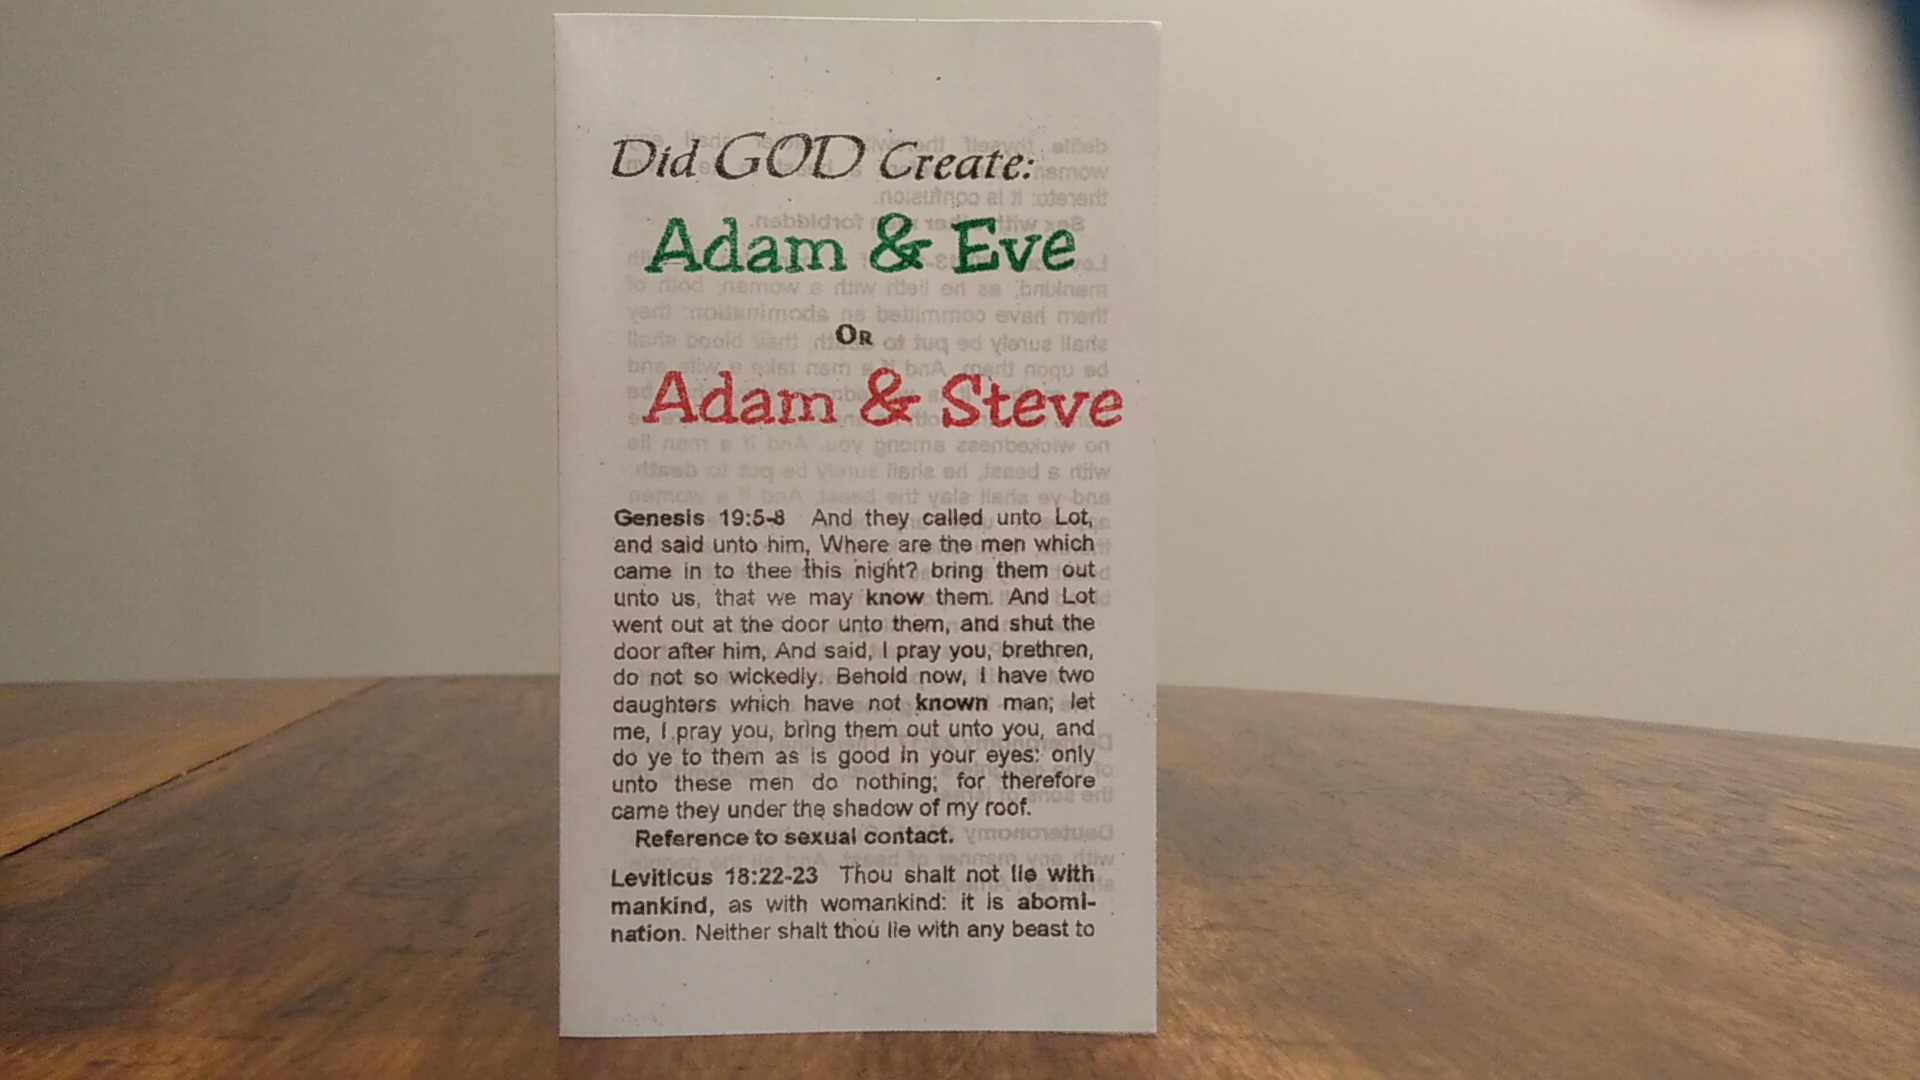 Did GOD Create:
Adam & Eve
OR
Adam & Steve
Genesis 19:5-8 And they called unto Lot,
and said unto him, Where are the men which
came in to thee this night? bring them out
unto us, that we may know them. And Lot
went out at the door unto them, and shut the
door after him, And said, I pray you, brethren,
do not so wickedly. Behold now, I have two
daughters which have not known man; let
me, I pray you, bring them out unto you, and
do ye to them as is good in your eyes: only
unto these men do nothing; for therefore
came they under the shadow of my roof.
Reference to sexual contact.
Leviticus 18:22-23 Thou shalt not lie with
mankind, as with womankind: it is abomi-
nation. Neither shalt thou lie with any beast to